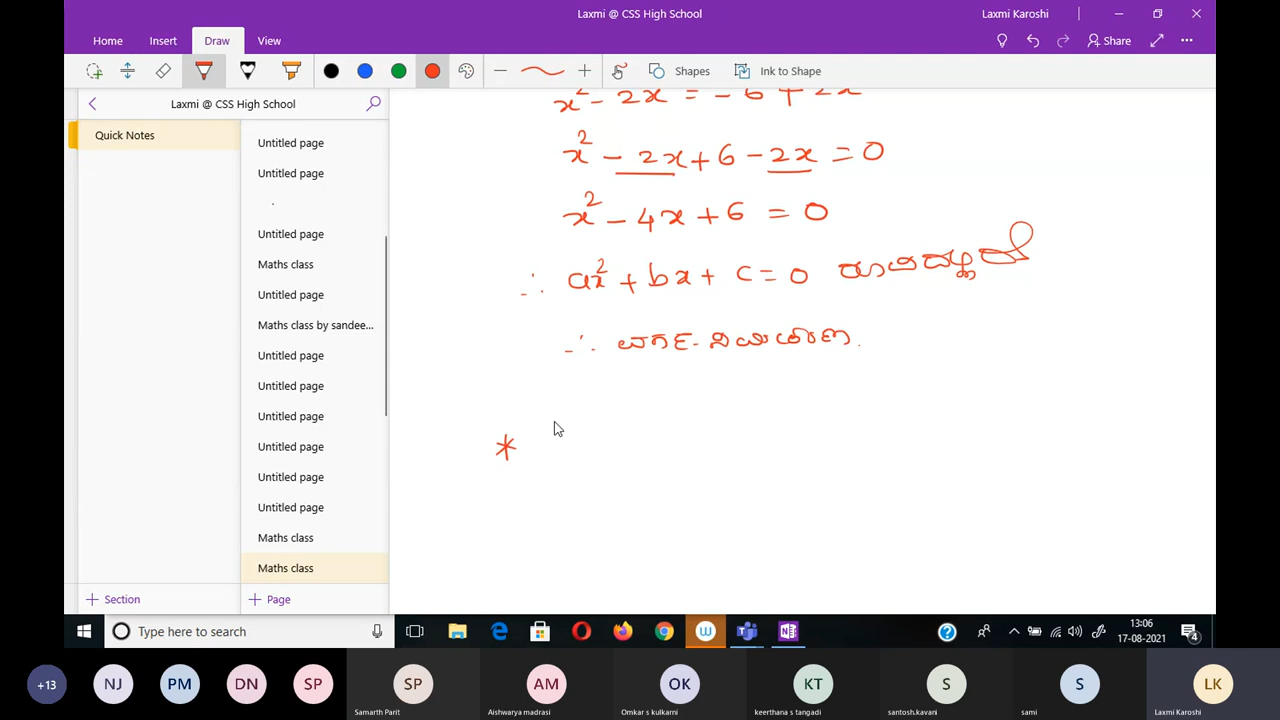 Laxmi @ CSS High School
Laxmi Karoshi
Home Insert Draw View
Share
Shapes
Ink to Shape
Laxmi @ CSS High School
Quick Notes
Untitled page
Untitled page
.
Untitled page
Maths class
Untitled page
Maths class by sandee...
Untitled page
Untitled page
Untitled page
Untitled page
Untitled page
Untitled page
Maths class
Maths class
Section
Page
x² - 2x = - 6 + 2x
x² - 2x + 6 - 2x = 0
x² - 4x + 6 = 0
∴ ax² + bx + c = 0
∴ ವರ್ಗ
*
Type here to search
13:06
17-08-2021
4
+13 NJ PM DN SP SP AM OK KT S S LK
Samarth Parit
Aishwarya madrasi
Omkar s kulkarni
keerthana s tangadi
santosh.kavani
sami
Laxmi Karoshi